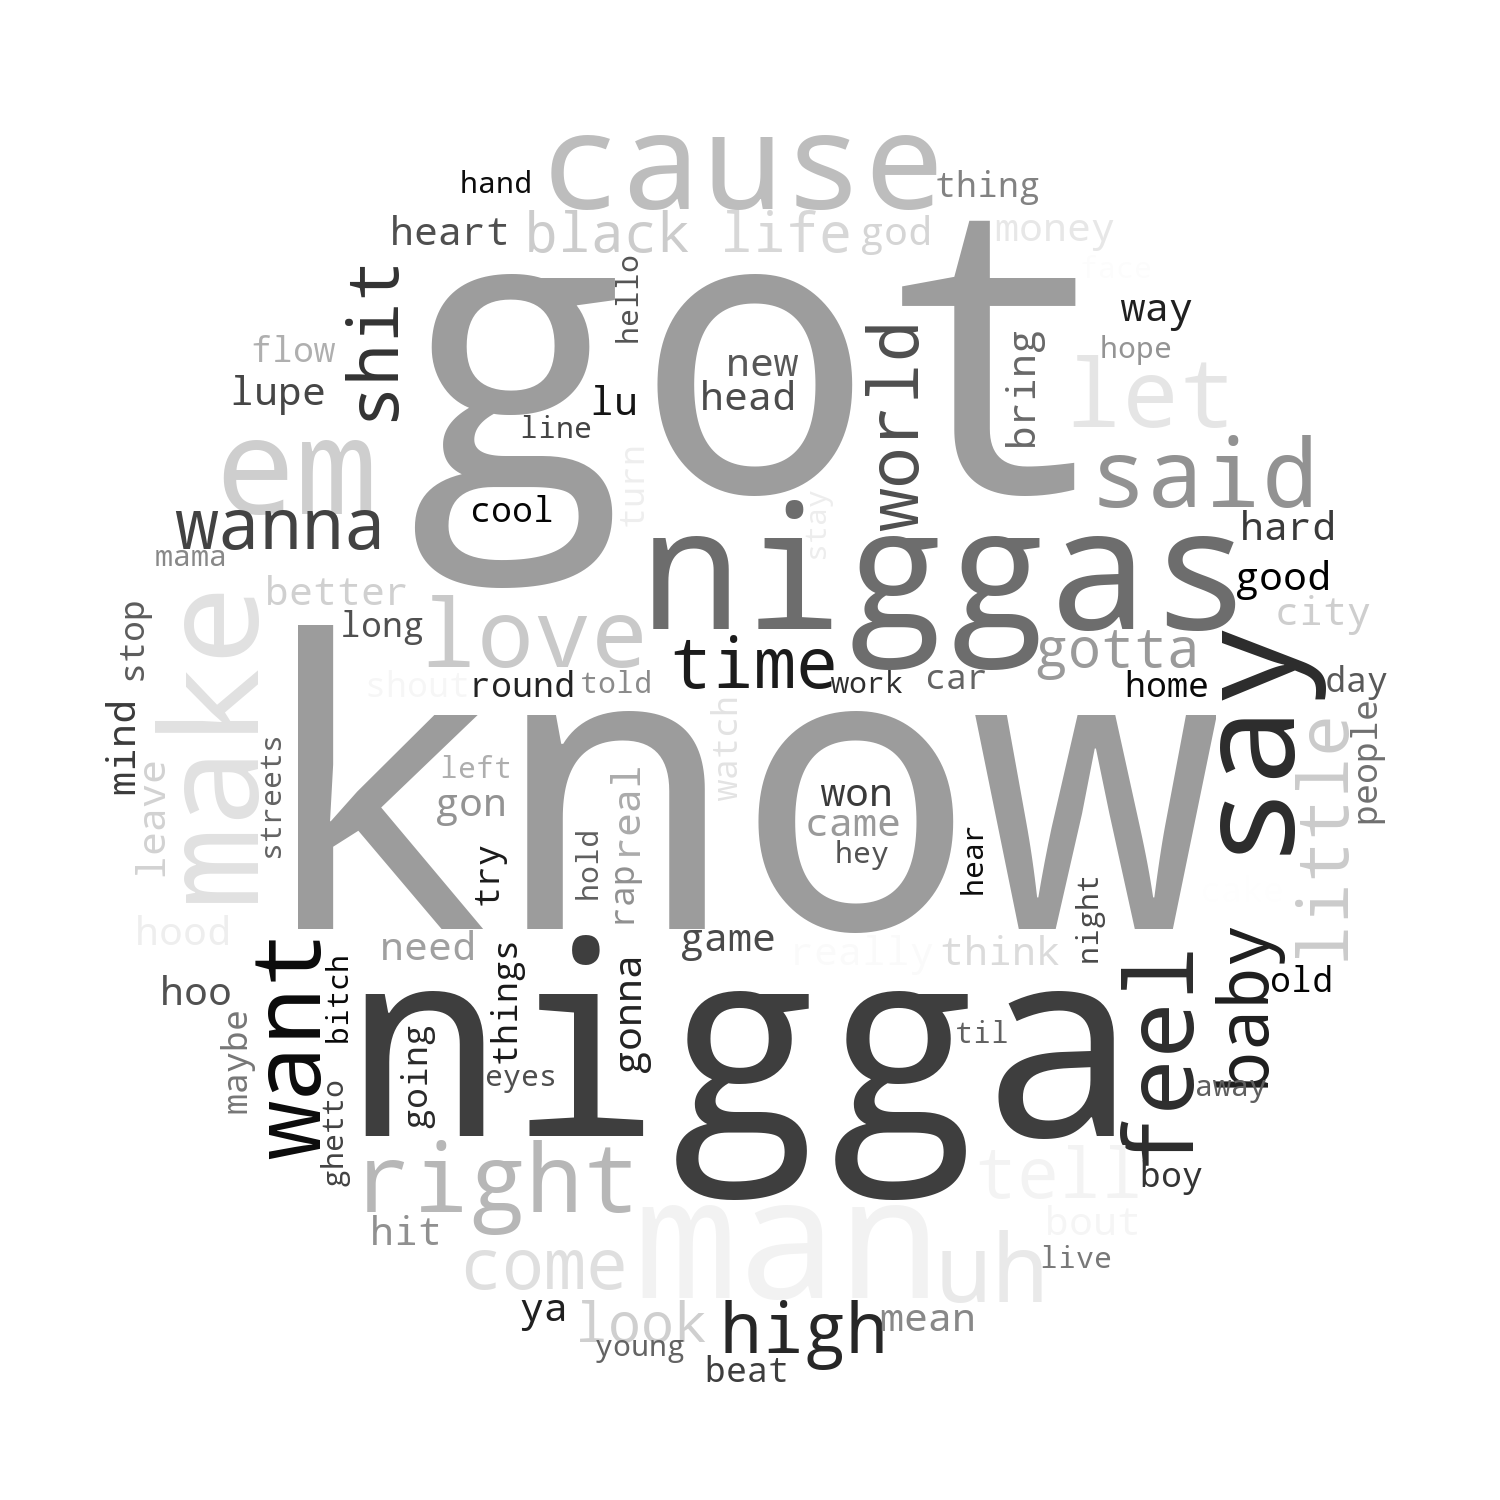 cause
hand
thing
heart
black
life
god
money
got
face
hello
shit
way
flow
new
world
bring
hope
lupe
head
lu
let
line
em
said
turn
cool
wanna
stay
niggas
hard
mama
good
better
love
make
city
long
stop
time
gotta
know
say
shout
round
told
work
car
home
day
mind
watch
people
little
leave
streets
left
rapreal
gon
won
came
hey
try
hold
hear
night
hood
need
game
really
think
want
nigga
baby
feel
hoo
bitch
things
gonna
old
maybe
going
til
eyes
away
ghetto
right
tell
boy
man
hit
bout
come
uh
live
ya
look
high
mean
young
beat